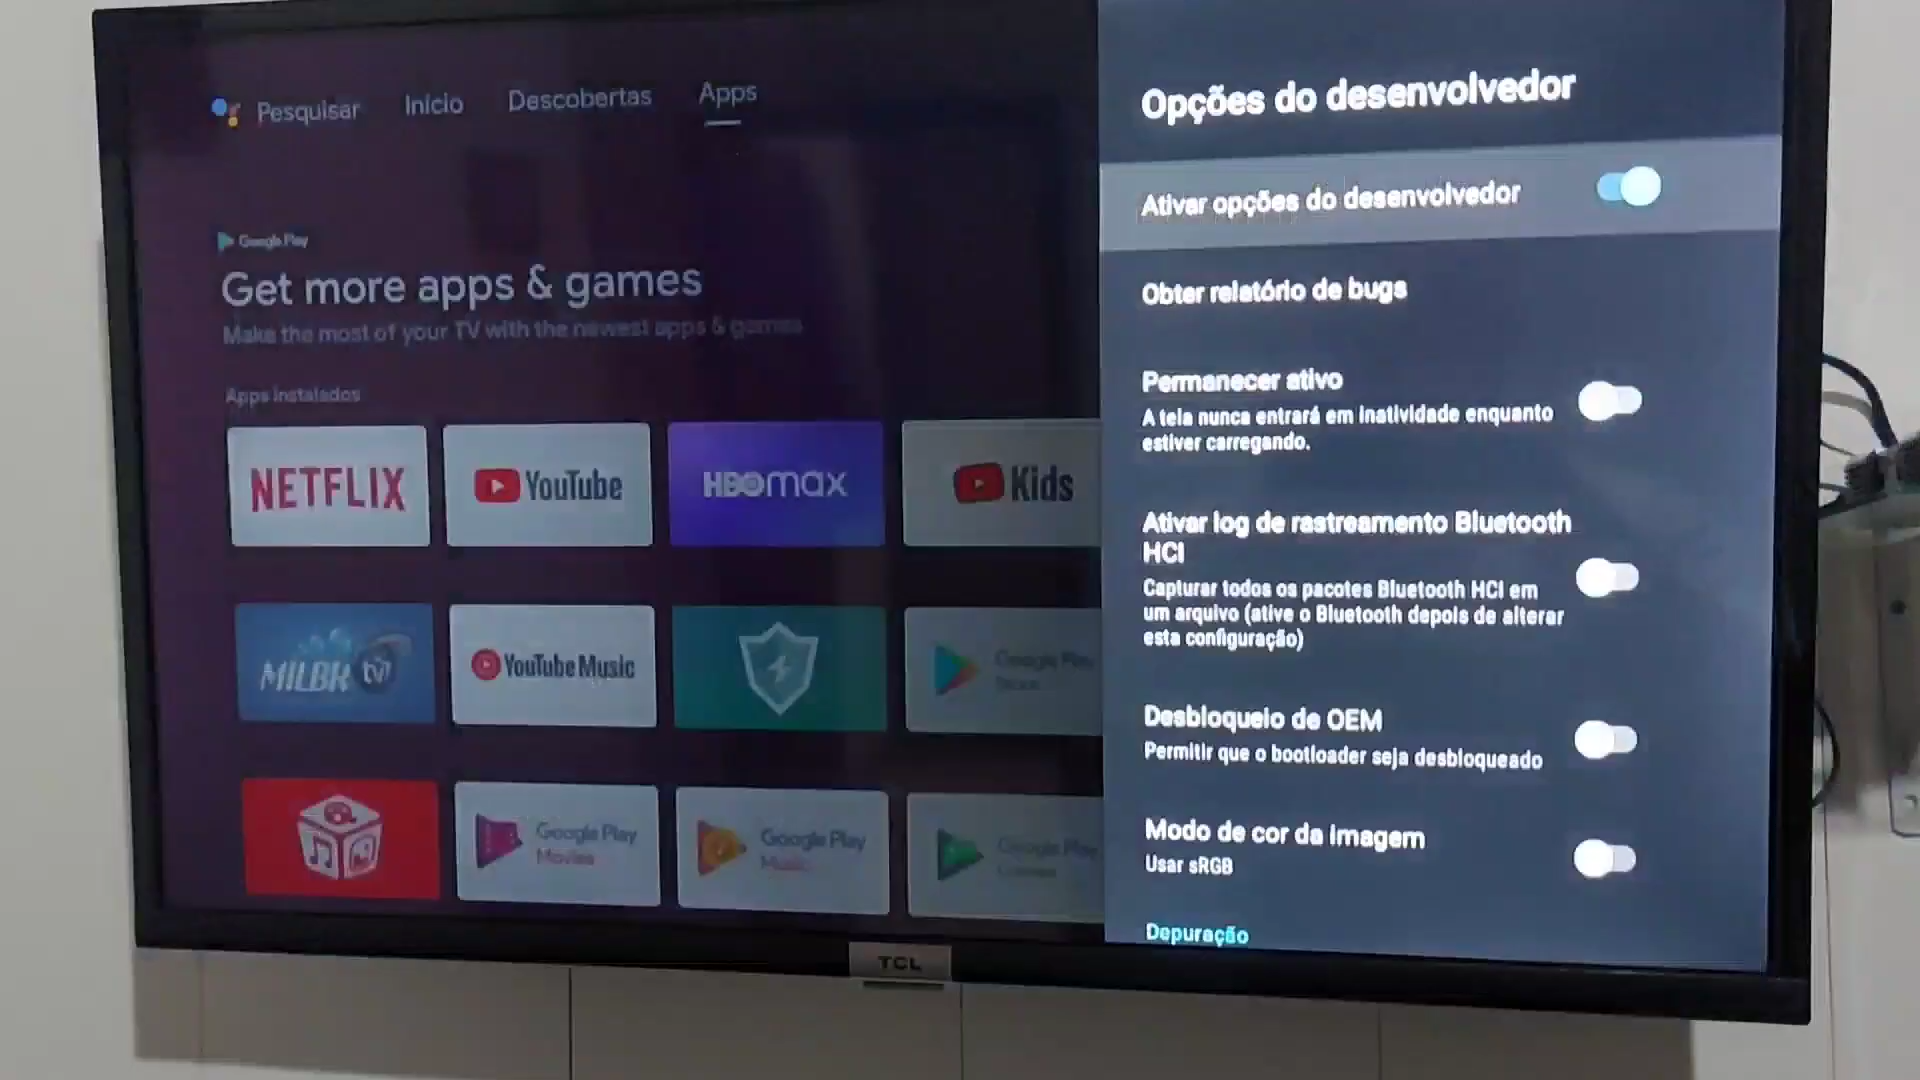 Pesquisar
Início
Descobertas
Apps
Google Play
Get more apps & games
Make the most of your TV with the newest apps & games
Apps instalados
NETFLIX
YouTube
HBOmax
Kids
MILBR tv
YouTube Music
Google Play
Google Play
Movies
Google Play
Music
Google Play
TCL
Opções do desenvolvedor
Ativar opções do desenvolvedor
Obter relatório de bugs
Permanecer ativo
A tela nunca entrará em inatividade enquanto
estiver carregando.
Ativar log de rastreamento Bluetooth
HCI
Capturar todos os pacotes Bluetooth HCI em
um arquivo (ative o Bluetooth depois de alterar
esta configuração)
Desbloqueio de OEM
Permitir que o bootloader seja desbloqueado
Modo de cor da imagem
Usar sRGB
Depuração